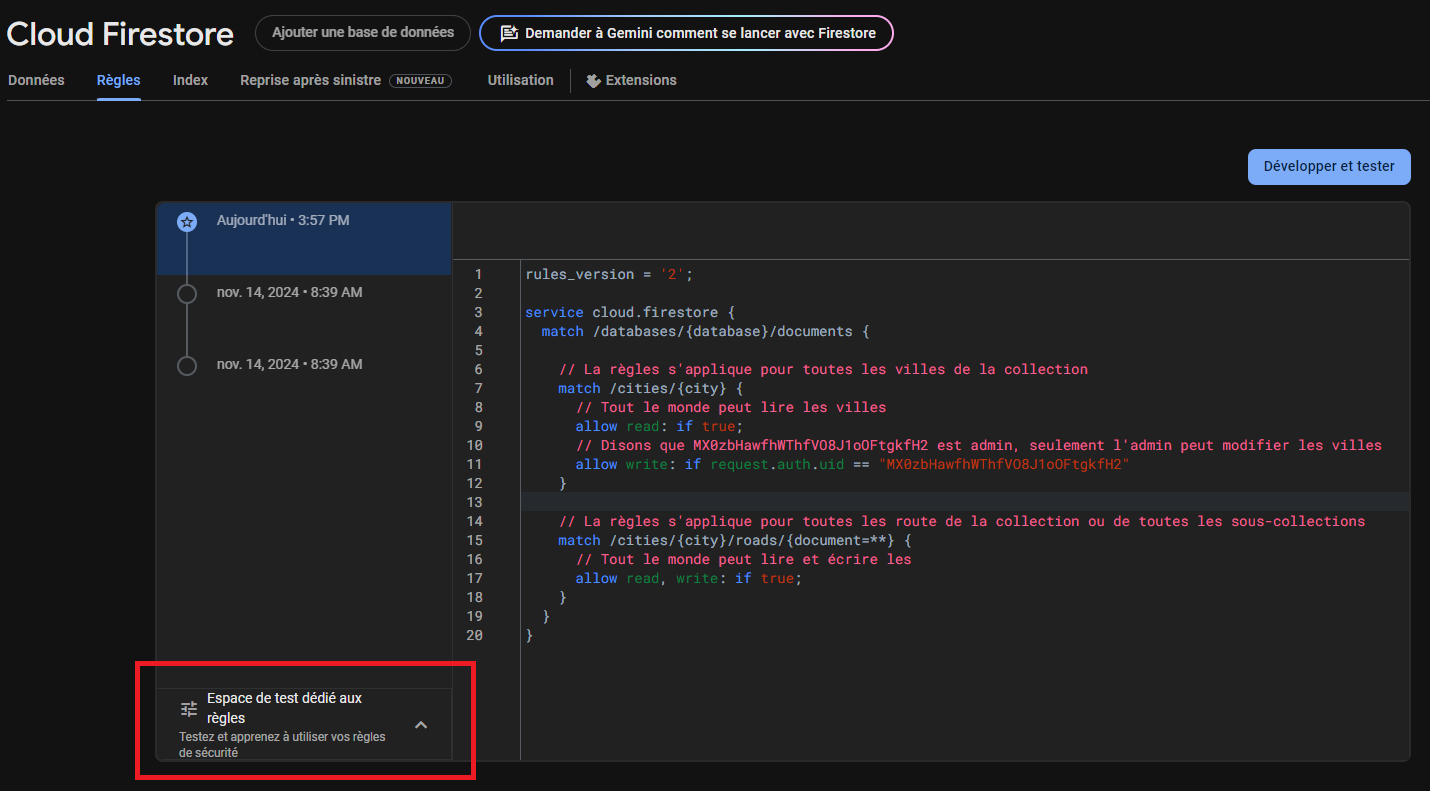 Cloud Firestore
Ajouter une base de données
Demander à Gemini comment se lancer avec Firestore
Données
Règles
Index
Reprise après sinistre
NOUVEAU
Utilisation
Extensions
Développer et tester
Aujourd'hui • 3:57 PM
nov. 14, 2024 • 8:39 AM
nov. 14, 2024 • 8:39 AM
1 rules_version = '2';
2
3 service cloud.firestore {
4 match /databases/{database}/documents {
5
6 // La règles s'applique pour toutes les villes de la collection
7 match /cities/{city} {
8 // Tout le monde peut lire les villes
9 allow read: if true;
10 // Disons que MX0zbHawfhWThfVO8J1oOFtgkfH2 est admin, seulement l'admin peut modifier les villes
11 allow write: if request.auth.uid == "MX0zbHawfhWThfVO8J1oOFtgkfH2"
12 }
13
14 // La règles s'applique pour toutes les route de la collection ou de toutes les sous-collections
15 match /cities/{city}/roads/{document=**} {
16 // Tout le monde peut lire et écrire les
17 allow read, write: if true;
18 }
19 }
20 }
Espace de test dédié aux
règles
Testez et apprenez à utiliser vos règles
de sécurité